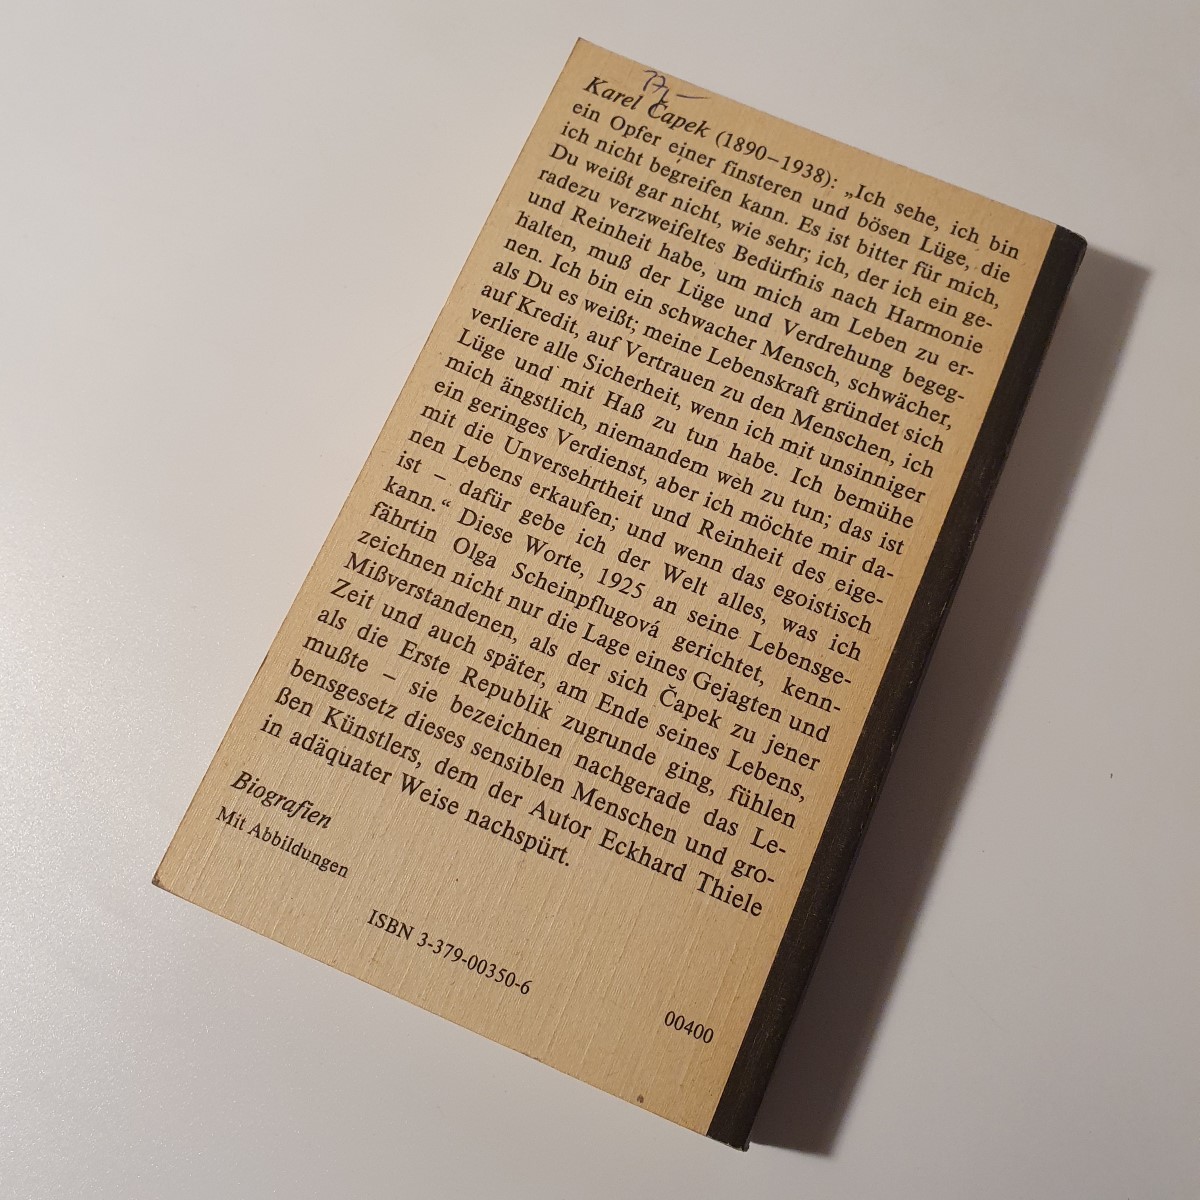 Karel Čapek (1890–1938): „Ich sehe, ich bin
ein Opfer einer finsteren und bösen Lüge, die
ich nicht begreifen kann. Es ist bitter für mich,
Du weißt gar nicht, wie sehr; ich, der ich ein ge-
radezu verzweifeltes Bedürfnis nach Harmonie
und Reinheit habe, um mich am Leben zu er-
halten, muß der Lüge und Verdrehung begeg-
nen. Ich bin ein schwacher Mensch, schwächer,
als Du es weißt; meine Lebenskraft gründet sich
auf Kredit, auf Vertrauen zu den Menschen, ich
verliere alle Sicherheit, wenn ich mit unsinniger
Lüge und mit Haß zu tun habe. Ich bemühe
mich ängstlich, niemandem weh zu tun; das ist
ein geringes Verdienst, aber ich möchte mir da-
mit die Unversehrtheit und Reinheit des eige-
nen Lebens erkaufen; und wenn das egoistisch
ist – dafür gebe ich der Welt alles, was ich
kann.“ Diese Worte, 1925 an seine Lebensge-
fährtin Olga Scheinpflugová gerichtet, kenn-
zeichnen nicht nur die Lage eines Gejagten und
Mißverstandenen, als der sich Čapek zu jener
Zeit und auch später, am Ende seines Lebens,
als die Erste Republik zugrunde ging, fühlen
mußte – sie bezeichnen nachgerade das Le-
bensgesetz dieses sensiblen Menschen und gro-
ßen Künstlers, dem der Autor Eckhard Thiele
in adäquater Weise nachspürt.
Biografien
Mit Abbildungen
ISBN 3-379-00350-6
00400